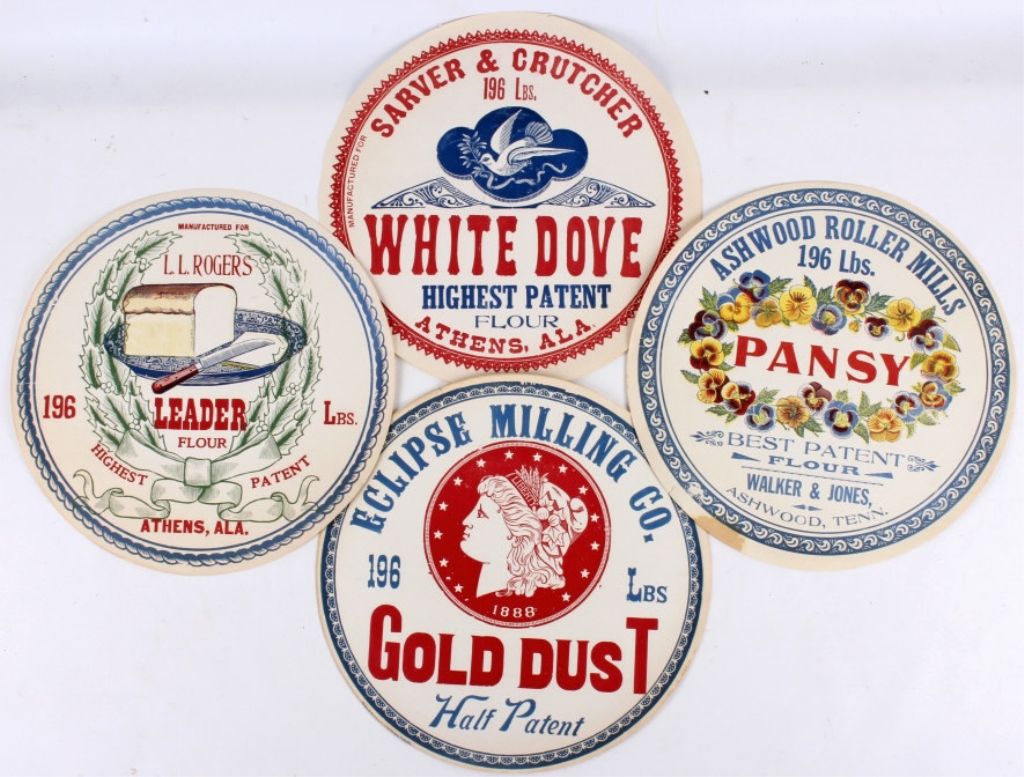 MANUFACTURED FOR
SARVER & CRUTCHER
196 LBS.
WHITE DOVE
HIGHEST PATENT
FLOUR
ATHENS, ALA.
MANUFACTURED FOR
L.L. ROGERS
196 LBS.
LEADER
FLOUR
HIGHEST PATENT
ATHENS, ALA.
ASHWOOD ROLLER MILLS
196 Lbs.
PANSY
BEST PATENT
FLOUR
WALKER & JONES,
ASHWOOD, TENN.
ECLIPSE MILLING CO.
196 LBS
1888
GOLD DUST
Half Patent